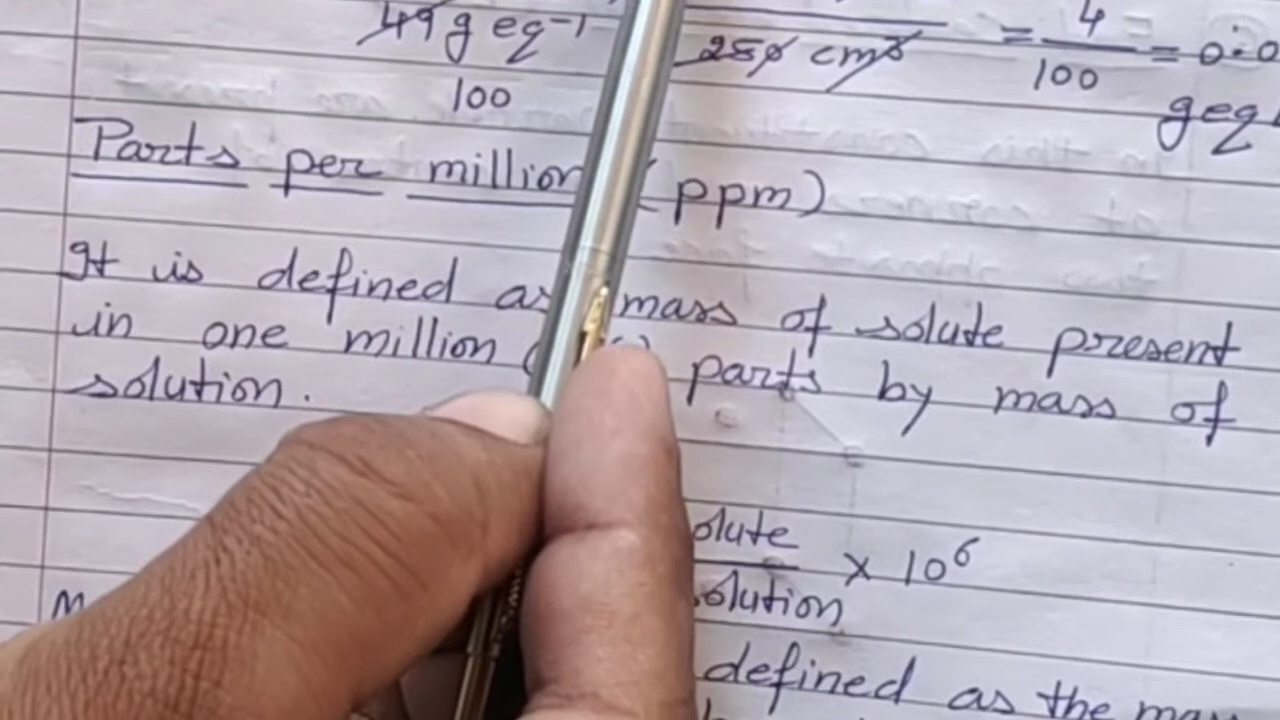 49 g eq⁻¹ 250 cm³ = 4/100 = 0.0
100 geq
Parts per million (ppm)
It is defined as mass of solute present
in one million ( ) parts by mass of
solution.
olute × 10⁶
olution
M
defined as the ma